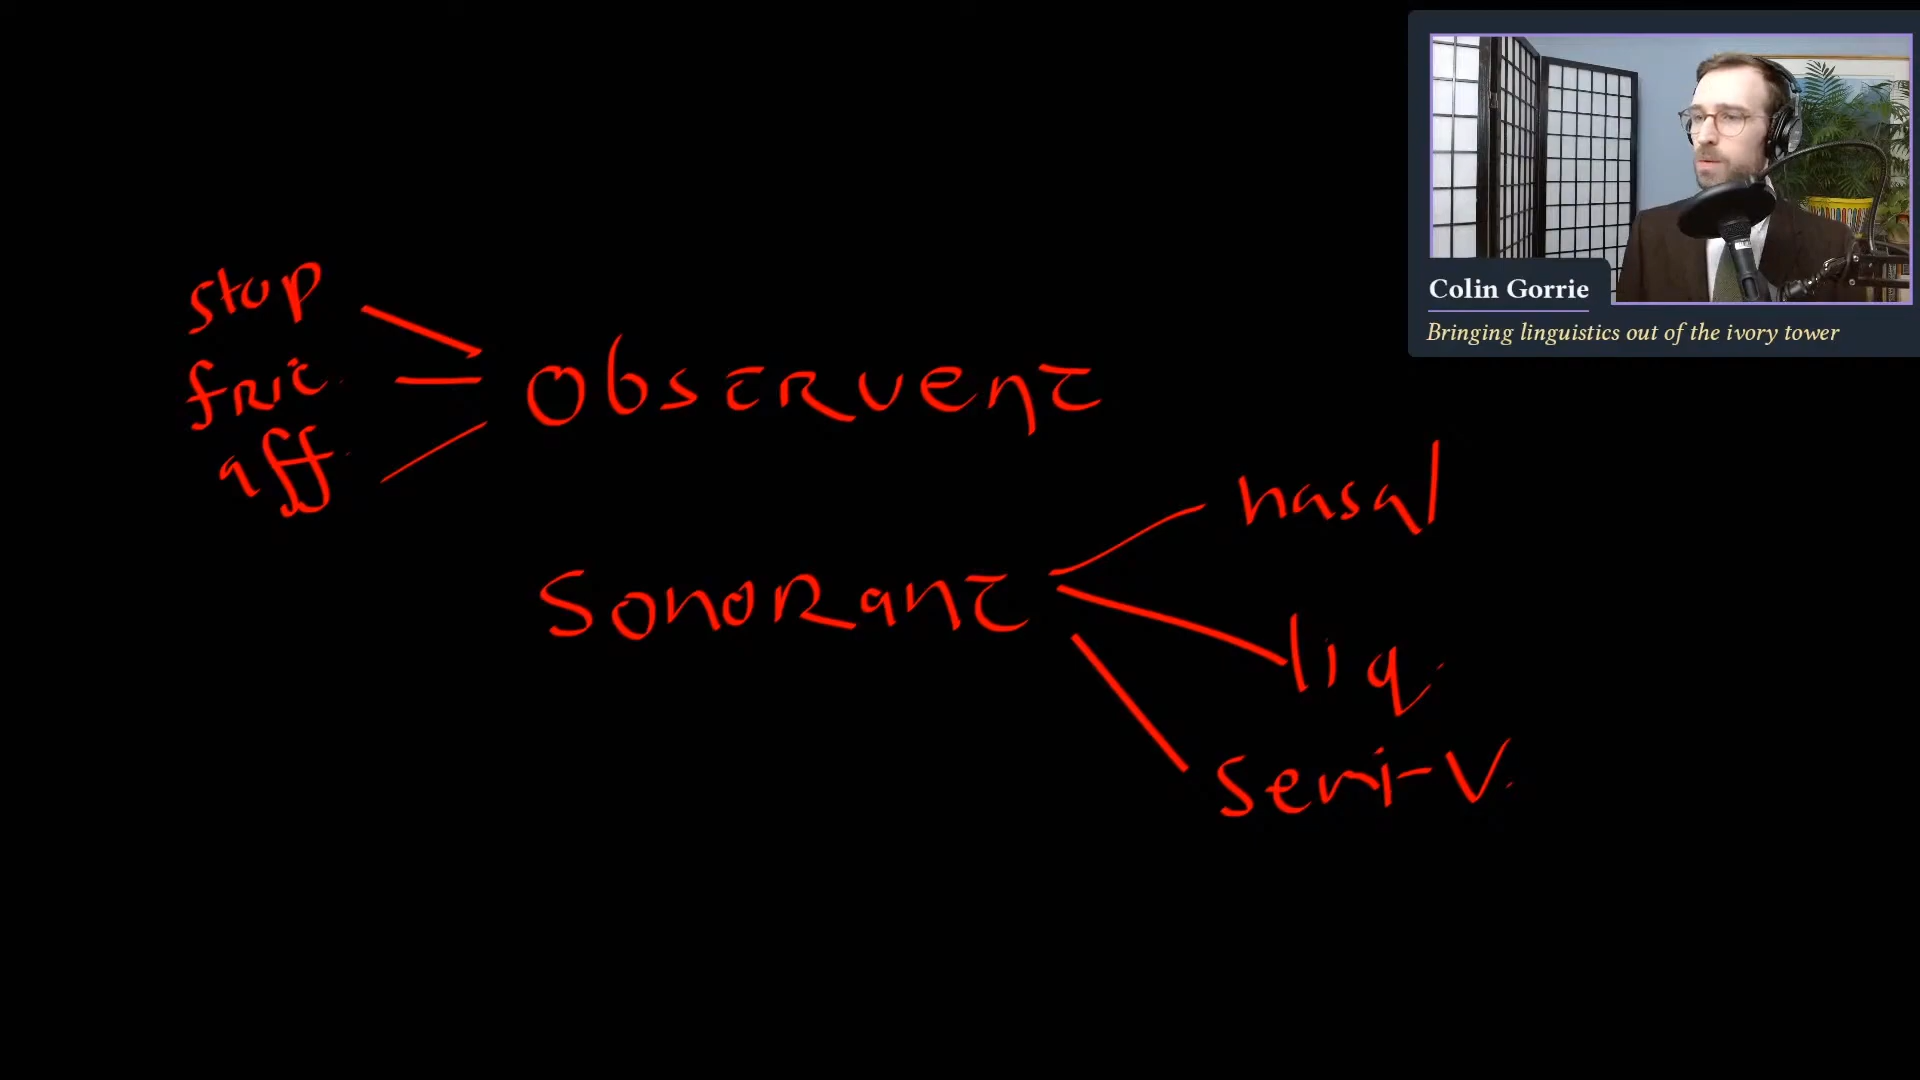 Colin Gorrie
Bringing linguistics out of the ivory tower
stop
fric.
aff.
ObstRuent
SonoRant
nasal
liq.
Semi-V.